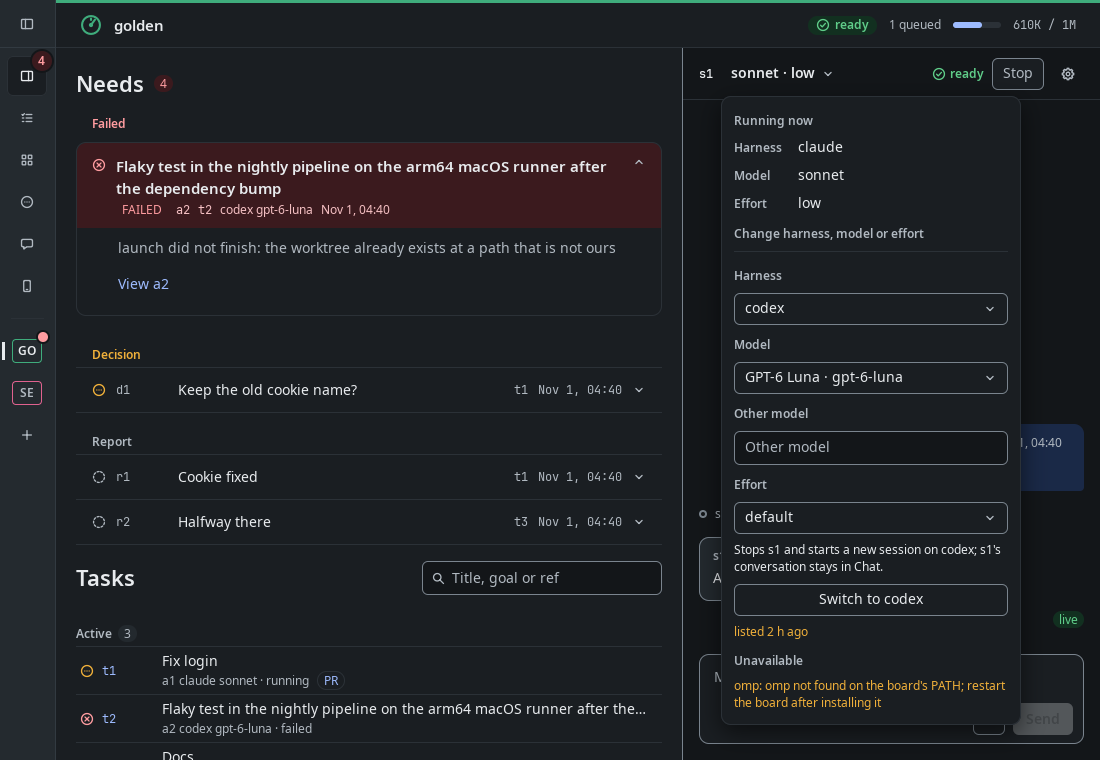 golden
ready
1 queued
610K / 1M
4
GO
SE
Needs 4
Failed
Flaky test in the nightly pipeline on the arm64 macOS runner after
the dependency bump
FAILED a2 t2 codex gpt-6-luna Nov 1, 04:40
launch did not finish: the worktree already exists at a path that is not ours
View a2
Decision
d1 Keep the old cookie name? t1 Nov 1, 04:40
Report
r1 Cookie fixed t1 Nov 1, 04:40
r2 Halfway there t3 Nov 1, 04:40
Tasks
Title, goal or ref
Active 3
t1 Fix login
a1 claude sonnet · running PR
t2 Flaky test in the nightly pipeline on the arm64 macOS runner after the…
a2 codex gpt-6-luna · failed
Docs
s1 sonnet · low
ready
Stop
Running now
Harness claude
Model sonnet
Effort low
Change harness, model or effort
Harness
codex
Model
GPT-6 Luna · gpt-6-luna
Other model
Other model
Effort
default
Stops s1 and starts a new session on codex; s1's
conversation stays in Chat.
Switch to codex
listed 2 h ago
Unavailable
omp: omp not found on the board's PATH; restart
the board after installing it
, 04:40
live
Send